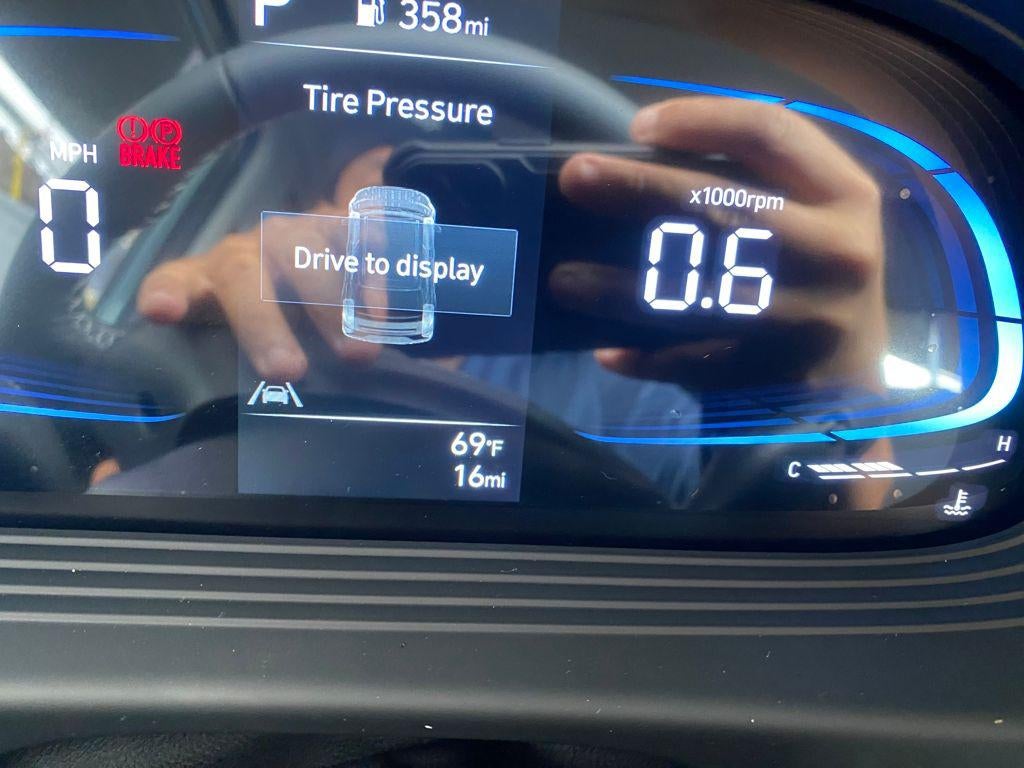 P 358mi
Tire Pressure
BRAKE
MPH
0
Drive to display
x1000rpm
0.6
69°F
16mi
C H